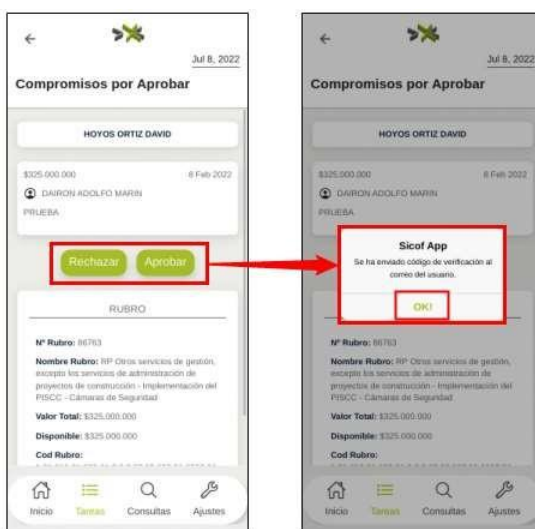 Jul 8, 2022
Compromisos por Aprobar
HOYOS ORTIZ DAVID
$325.000.000 8 Feb 2022
DAIRON ADOLFO MARIN
PRUEBA
Rechazar Aprobar
RUBRO
Nº Rubro: 86763
Nombre Rubro: RP Otros servicios de gestión,
excepto los servicios de administración de
proyectos de construcción - Implementación del
PISCC - Cámaras de Seguridad
Valor Total: $325.000.000
Disponible: $325.000.000
Cod Rubro:
Inicio Tareas Consultas Ajustes
Jul 8, 2022
Compromisos por Aprobar
HOYOS ORTIZ DAVID
$325.000.000 8 Feb 2022
DAIRON ADOLFO MARIN
PRUEBA
Sicof App
Se ha enviado código de verificación al
correo del usuario.
OK!
Nº Rubro: 86763
Nombre Rubro: RP Otros servicios de gestión,
excepto los servicios de administración de
proyectos de construcción - Implementación del
PISCC - Cámaras de Seguridad
Valor Total: $325.000.000
Disponible: $325.000.000
Cod Rubro:
Inicio Tareas Consultas Ajustes